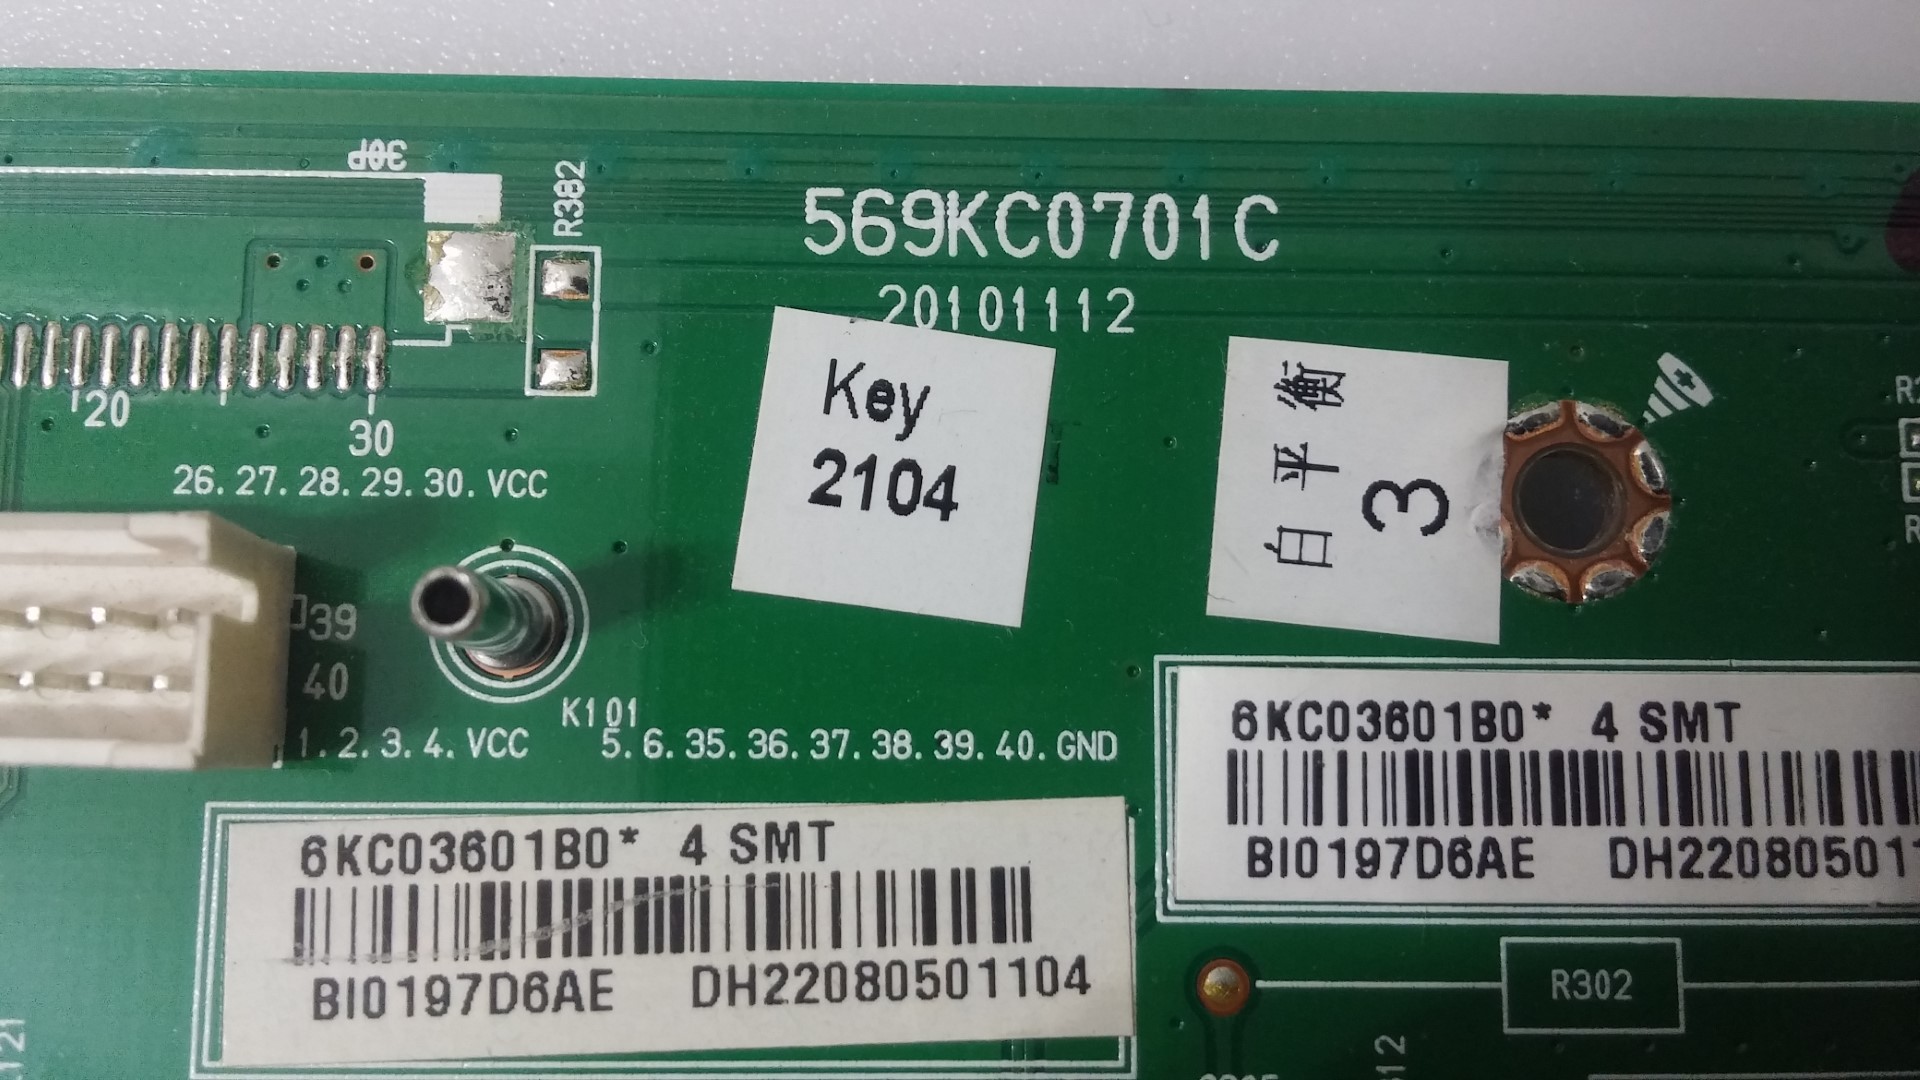 30P
R382
569KC0701C
20101112
20
30
26. 27. 28. 29. 30. VCC
Key
2104
自平衡
3
39
40
K101
1. 2. 3. 4. VCC
5. 6. 35. 36. 37. 38. 39. 40. GND
6KC03601B0* 4 SMT
BI0197D6AE DH220805011
6KC03601B0* 4 SMT
BI0197D6AE DH22080501104
R302